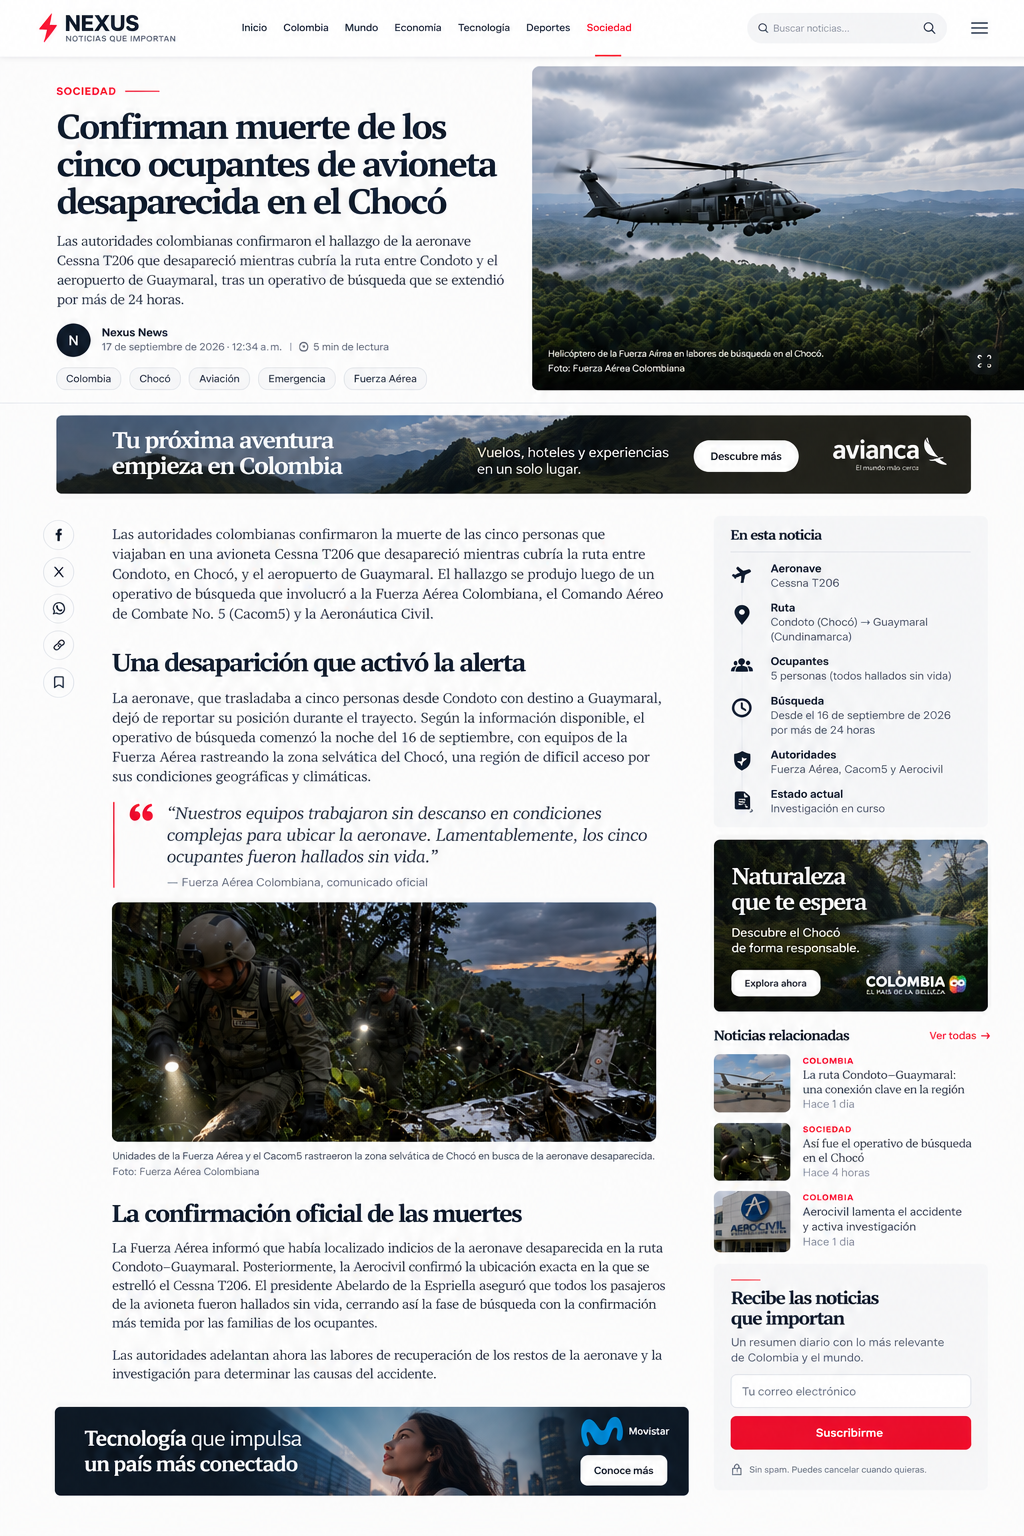 NEXUS
NOTICIAS QUE IMPORTAN
Inicio
Colombia
Mundo
Economía
Tecnología
Deportes
Sociedad
Buscar noticias...
SOCIEDAD
Confirman muerte de los
cinco ocupantes de avioneta
desaparecida en el Chocó
Las autoridades colombianas confirmaron el hallazgo de la aeronave
Cessna T206 que desapareció mientras cubría la ruta entre Condoto y el
aeropuerto de Guaymaral, tras un operativo de búsqueda que se extendió
por más de 24 horas.
N
Nexus News
17 de septiembre de 2026 · 12:34 a. m. | 5 min de lectura
Colombia
Chocó
Aviación
Emergencia
Fuerza Aérea
Helicóptero de la Fuerza Aérea en labores de búsqueda en el Chocó.
Foto: Fuerza Aérea Colombiana
Tu próxima aventura
empieza en Colombia
Vuelos, hoteles y experiencias
en un solo lugar.
Descubre más
avianca
El mundo más cerca
Las autoridades colombianas confirmaron la muerte de las cinco personas que
viajaban en una avioneta Cessna T206 que desapareció mientras cubría la ruta entre
Condoto, en Chocó, y el aeropuerto de Guaymaral. El hallazgo se produjo luego de un
operativo de búsqueda que involucró a la Fuerza Aérea Colombiana, el Comando Aéreo
de Combate No. 5 (Cacom5) y la Aeronáutica Civil.
Una desaparición que activó la alerta
La aeronave, que trasladaba a cinco personas desde Condoto con destino a Guaymaral,
dejó de reportar su posición durante el trayecto. Según la información disponible, el
operativo de búsqueda comenzó la noche del 16 de septiembre, con equipos de la
Fuerza Aérea rastreando la zona selvática del Chocó, una región de difícil acceso por
sus condiciones geográficas y climáticas.
“Nuestros equipos trabajaron sin descanso en condiciones
complejas para ubicar la aeronave. Lamentablemente, los cinco
ocupantes fueron hallados sin vida.”
— Fuerza Aérea Colombiana, comunicado oficial
Unidades de la Fuerza Aérea y el Cacom5 rastrearon la zona selvática de Chocó en busca de la aeronave desaparecida.
Foto: Fuerza Aérea Colombiana
La confirmación oficial de las muertes
La Fuerza Aérea informó que había localizado indicios de la aeronave desaparecida en la ruta
Condoto–Guaymaral. Posteriormente, la Aerocivil confirmó la ubicación exacta en la que se
estrelló el Cessna T206. El presidente Abelardo de la Espriella aseguró que todos los pasajeros
de la avioneta fueron hallados sin vida, cerrando así la fase de búsqueda con la confirmación
más temida por las familias de los ocupantes.
Las autoridades adelantan ahora las labores de recuperación de los restos de la aeronave y la
investigación para determinar las causas del accidente.
Tecnología que impulsa
un país más conectado
Movistar
Conoce más
En esta noticia
Aeronave
Cessna T206
Ruta
Condoto (Chocó) → Guaymaral
(Cundinamarca)
Ocupantes
5 personas (todos hallados sin vida)
Búsqueda
Desde el 16 de septiembre de 2026
por más de 24 horas
Autoridades
Fuerza Aérea, Cacom5 y Aerocivil
Estado actual
Investigación en curso
Naturaleza
que te espera
Descubre el Chocó
de forma responsable.
Explora ahora
COLOMBIA
EL PAÍS DE LA BELLEZA
CO
Noticias relacionadas
Ver todas →
COLOMBIA
La ruta Condoto–Guaymaral:
una conexión clave en la región
Hace 1 día
SOCIEDAD
Así fue el operativo de búsqueda
en el Chocó
Hace 4 horas
AEROCIVIL
COLOMBIA
Aerocivil lamenta el accidente
y activa investigación
Hace 1 día
Recibe las noticias
que importan
Un resumen diario con lo más relevante
de Colombia y el mundo.
Tu correo electrónico
Suscribirme
Sin spam. Puedes cancelar cuando quieras.